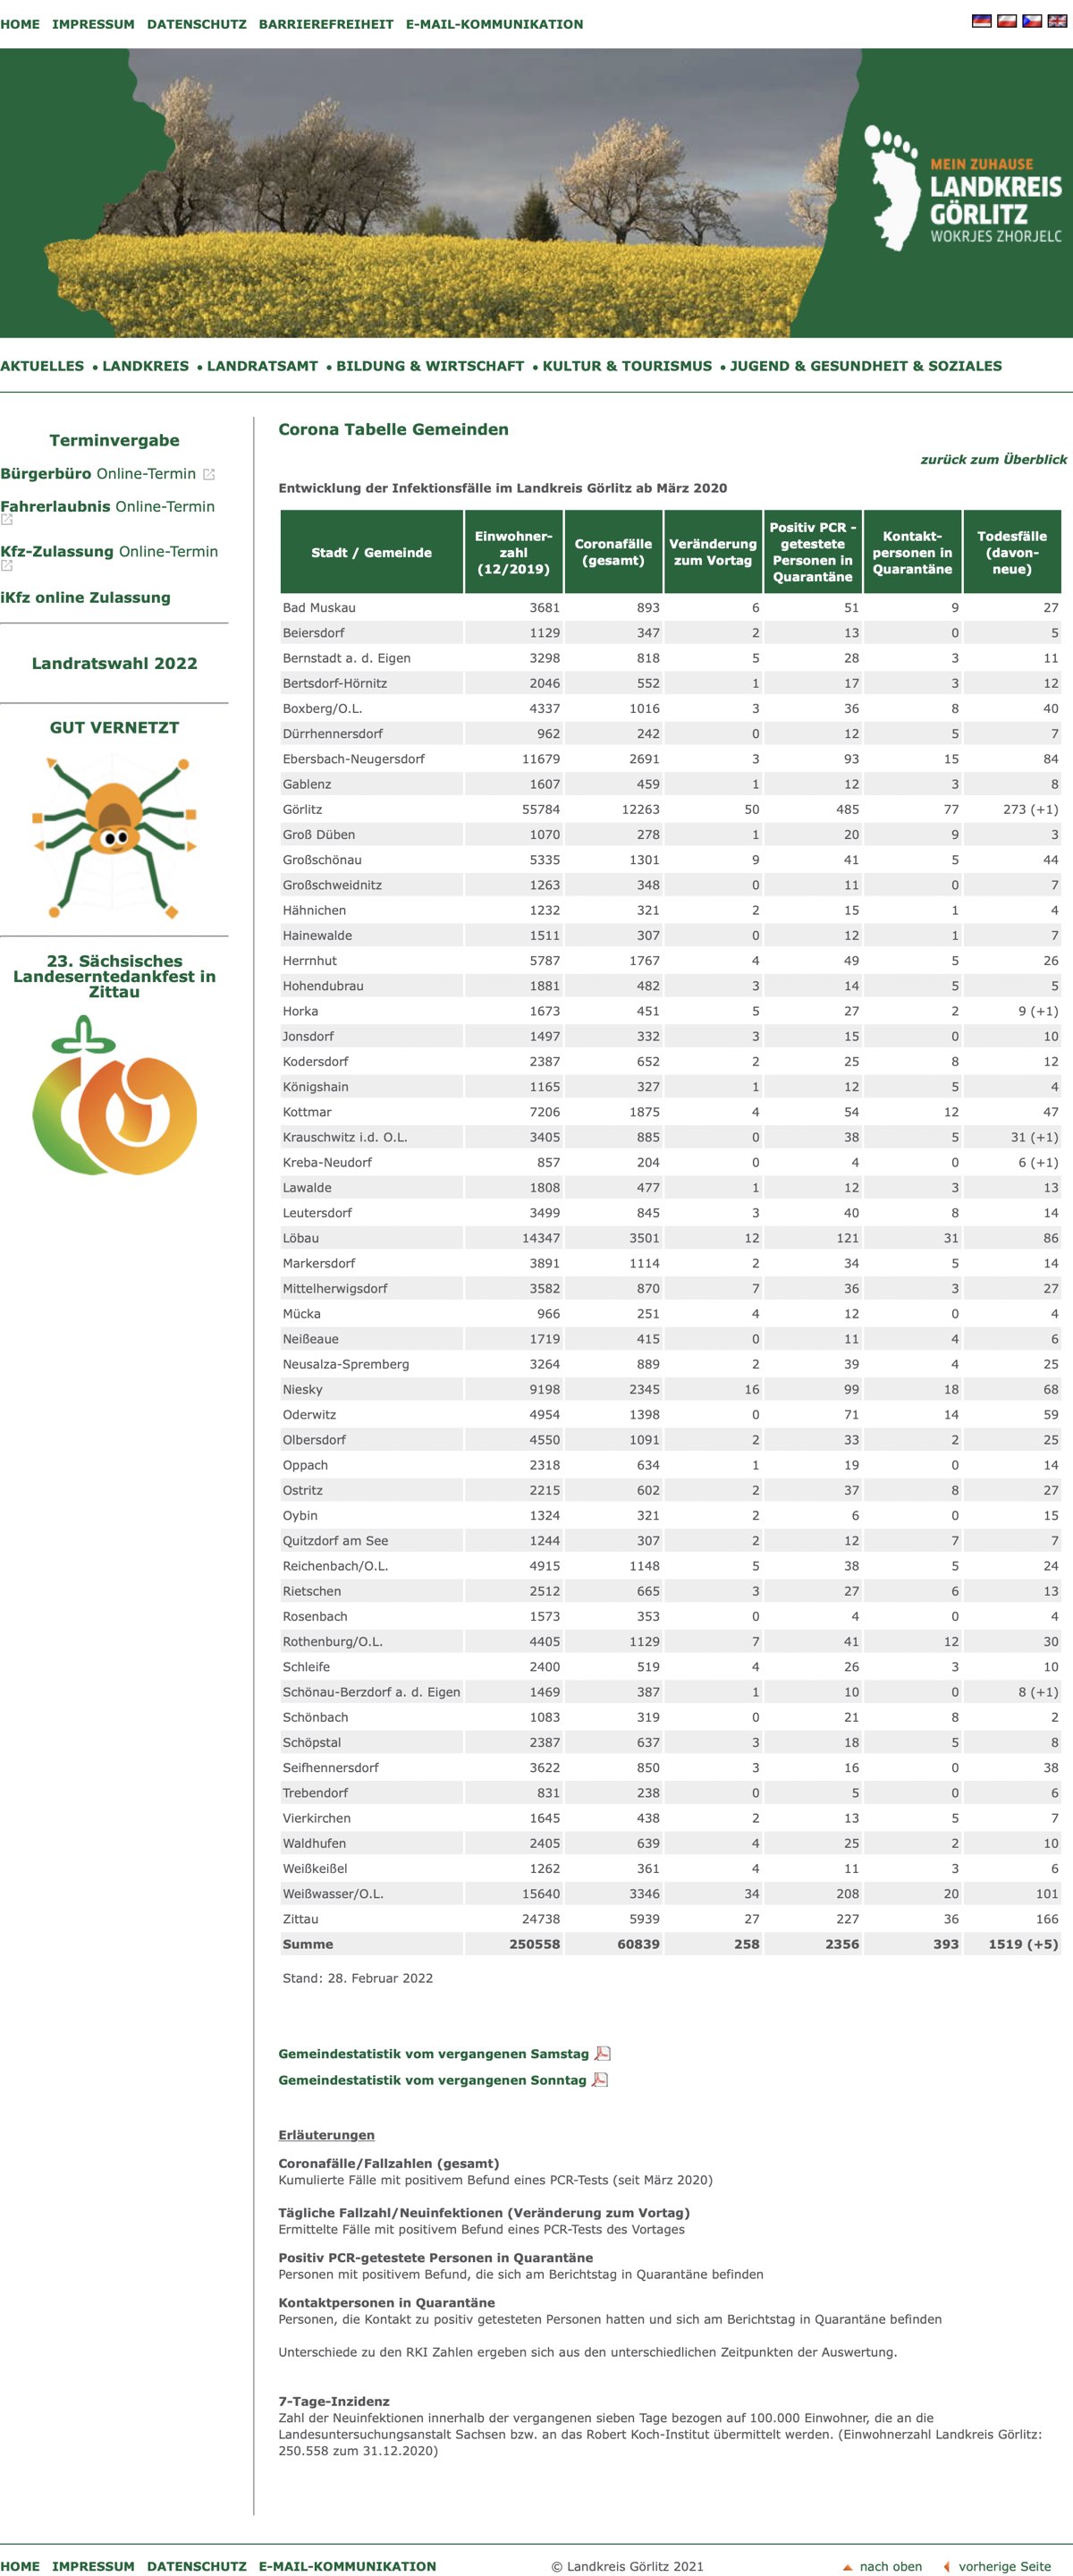 HOME IMPRESSUM DATENSCHUTZ BARRIEREFREIHEIT E-MAIL-KOMMUNIKATION
MEIN ZUHAUSE
LANDKREIS
GÖRLITZ
WOKRJES ZHORJELC
AKTUELLES • LANDKREIS • LANDRATSAMT • BILDUNG & WIRTSCHAFT • KULTUR & TOURISMUS • JUGEND & GESUNDHEIT & SOZIALES
Terminvergabe
Bürgerbüro Online-Termin
Fahrerlaubnis Online-Termin
Kfz-Zulassung Online-Termin
iKfz online Zulassung
Landratswahl 2022
GUT VERNETZT
23. Sächsisches
Landeserntedankfest in
Zittau
Corona Tabelle Gemeinden
zurück zum Überblick
Entwicklung der Infektionsfälle im Landkreis Görlitz ab März 2020
Stadt / Gemeinde Einwohner-zahl (12/2019) Coronafälle (gesamt) Veränderung zum Vortag Positiv PCR - getestete Personen in Quarantäne Kontakt-personen in Quarantäne Todesfälle (davon-neue)
Bad Muskau 3681 893 6 51 9 27
Beiersdorf 1129 347 2 13 0 5
Bernstadt a. d. Eigen 3298 818 5 28 3 11
Bertsdorf-Hörnitz 2046 552 1 17 3 12
Boxberg/O.L. 4337 1016 3 36 8 40
Dürrhennersdorf 962 242 0 12 5 7
Ebersbach-Neugersdorf 11679 2691 3 93 15 84
Gablenz 1607 459 1 12 3 8
Görlitz 55784 12263 50 485 77 273 (+1)
Groß Düben 1070 278 1 20 9 3
Großschönau 5335 1301 9 41 5 44
Großschweidnitz 1263 348 0 11 0 7
Hähnichen 1232 321 2 15 1 4
Hainewalde 1511 307 0 12 1 7
Herrnhut 5787 1767 4 49 5 26
Hohendubrau 1881 482 3 14 5 5
Horka 1673 451 5 27 2 9 (+1)
Jonsdorf 1497 332 3 15 0 10
Kodersdorf 2387 652 2 25 8 12
Königshain 1165 327 1 12 5 4
Kottmar 7206 1875 4 54 12 47
Krauschwitz i.d. O.L. 3405 885 0 38 5 31 (+1)
Kreba-Neudorf 857 204 0 4 0 6 (+1)
Lawalde 1808 477 1 12 3 13
Leutersdorf 3499 845 3 40 8 14
Löbau 14347 3501 12 121 31 86
Markersdorf 3891 1114 2 34 5 14
Mittelherwigsdorf 3582 870 7 36 3 27
Mücka 966 251 4 12 0 4
Neißeaue 1719 415 0 11 4 6
Neusalza-Spremberg 3264 889 2 39 4 25
Niesky 9198 2345 16 99 18 68
Oderwitz 4954 1398 0 71 14 59
Olbersdorf 4550 1091 2 33 2 25
Oppach 2318 634 1 19 0 14
Ostritz 2215 602 2 37 8 27
Oybin 1324 321 2 6 0 15
Quitzdorf am See 1244 307 2 12 7 7
Reichenbach/O.L. 4915 1148 5 38 5 24
Rietschen 2512 665 3 27 6 13
Rosenbach 1573 353 0 4 0 4
Rothenburg/O.L. 4405 1129 7 41 12 30
Schleife 2400 519 4 26 3 10
Schönau-Berzdorf a. d. Eigen 1469 387 1 10 0 8 (+1)
Schönbach 1083 319 0 21 8 2
Schöpstal 2387 637 3 18 5 8
Seifhennersdorf 3622 850 3 16 0 38
Trebendorf 831 238 0 5 0 6
Vierkirchen 1645 438 2 13 5 7
Waldhufen 2405 639 4 25 2 10
Weißkeißel 1262 361 4 11 3 6
Weißwasser/O.L. 15640 3346 34 208 20 101
Zittau 24738 5939 27 227 36 166
Summe 250558 60839 258 2356 393 1519 (+5)
Stand: 28. Februar 2022
Gemeindestatistik vom vergangenen Samstag
Gemeindestatistik vom vergangenen Sonntag
Erläuterungen
Coronafälle/Fallzahlen (gesamt)
Kumulierte Fälle mit positivem Befund eines PCR-Tests (seit März 2020)
Tägliche Fallzahl/Neuinfektionen (Veränderung zum Vortag)
Ermittelte Fälle mit positivem Befund eines PCR-Tests des Vortages
Positiv PCR-getestete Personen in Quarantäne
Personen mit positivem Befund, die sich am Berichtstag in Quarantäne befinden
Kontaktpersonen in Quarantäne
Personen, die Kontakt zu positiv getesteten Personen hatten und sich am Berichtstag in Quarantäne befinden
Unterschiede zu den RKI Zahlen ergeben sich aus den unterschiedlichen Zeitpunkten der Auswertung.
7-Tage-Inzidenz
Zahl der Neuinfektionen innerhalb der vergangenen sieben Tage bezogen auf 100.000 Einwohner, die an die
Landesuntersuchungsanstalt Sachsen bzw. an das Robert Koch-Institut übermittelt werden. (Einwohnerzahl Landkreis Görlitz:
250.558 zum 31.12.2020)
HOME IMPRESSUM DATENSCHUTZ E-MAIL-KOMMUNIKATION © Landkreis Görlitz 2021 nach oben vorherige Seite